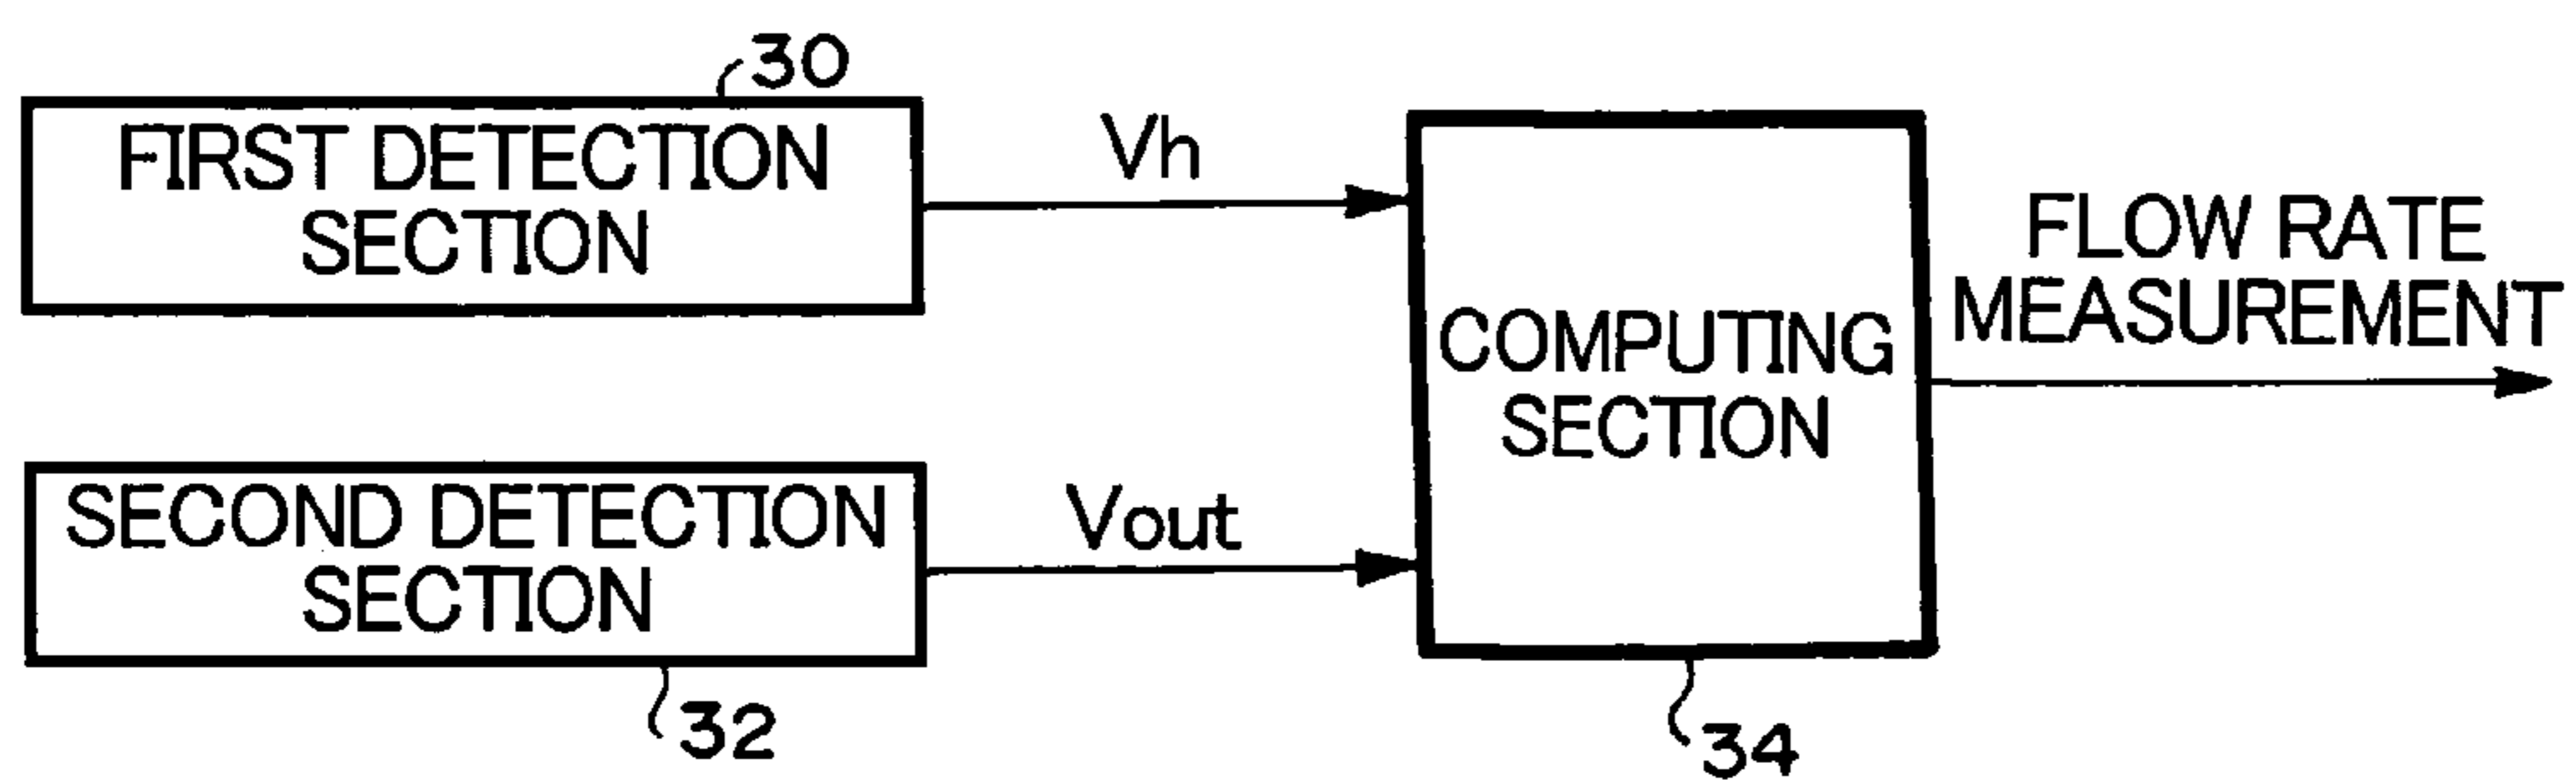 30
FIRST DETECTION
SECTION
Vh
COMPUTING
SECTION
FLOW RATE
MEASUREMENT
SECOND DETECTION
SECTION
Vout
32
34